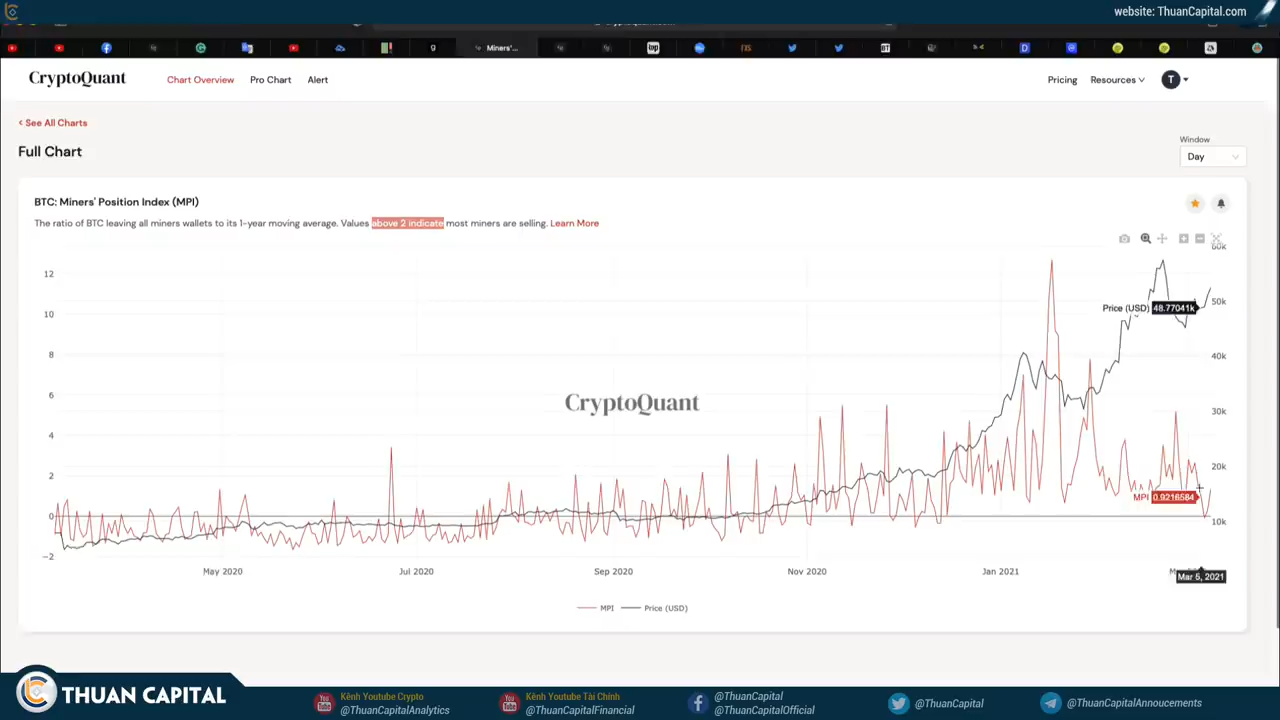 website: ThuanCapital.com
Miners'...
CryptoQuant
Chart Overview
Pro Chart
Alert
Pricing
Resources
T
< See All Charts
Full Chart
Window
Day
BTC: Miners' Position Index (MPI)
The ratio of BTC leaving all miners wallets to its 1-year moving average. Values above 2 indicate most miners are selling. Learn More
12
10
8
6
4
2
0
−2
60k
50k
40k
30k
20k
10k
Price (USD) 48.77041k
CryptoQuant
MPI 0.9216584
May 2020
Jul 2020
Sep 2020
Nov 2020
Jan 2021
Mar 5, 2021
MPI
Price (USD)
THUAN CAPITAL
Kênh Youtube Crypto
@ThuanCapitalAnalytics
Kênh Youtube Tài Chính
@ThuanCapitalFinancial
@ThuanCapital
@ThuanCapitalOfficial
@ThuanCapital
@ThuanCapitalAnnoucements